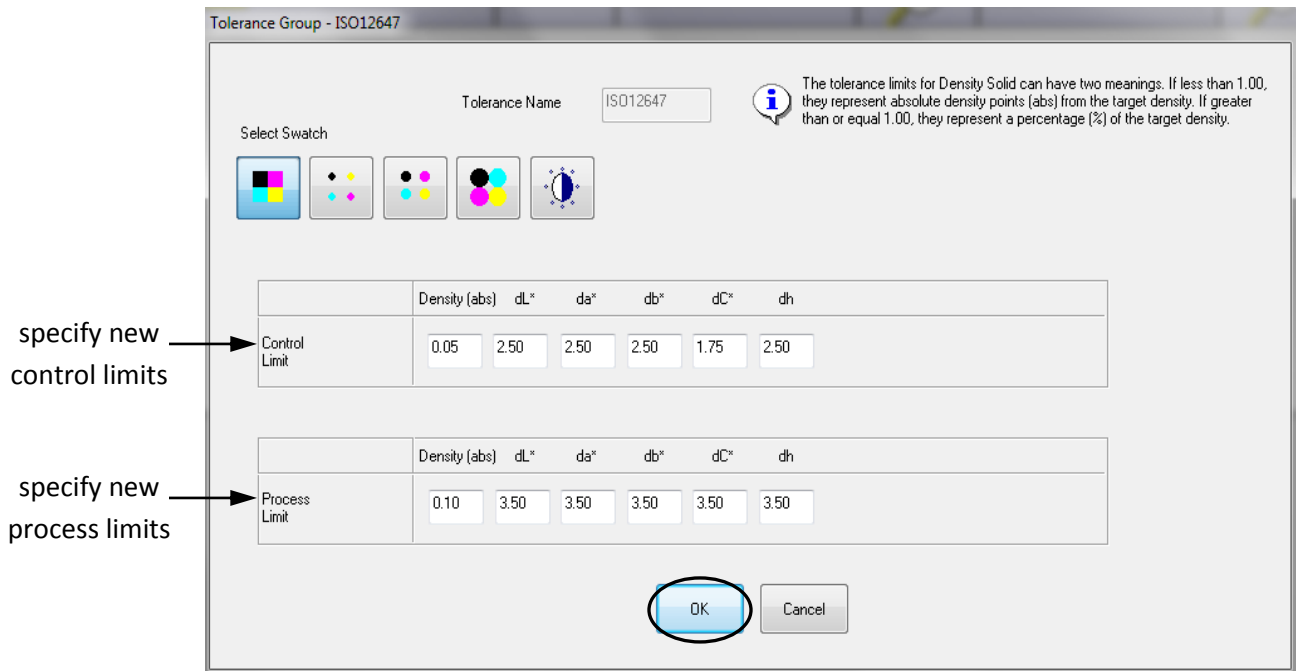 Tolerance Group - ISO12647
Tolerance Name
ISO12647
The tolerance limits for Density Solid can have two meanings. If less than 1.00,
they represent absolute density points (abs) from the target density. If greater
than or equal 1.00, they represent a percentage (%) of the target density.
Select Swatch
Density (abs) dL* da* db* dC* dh
specify new
control limits
Control
Limit
0.05 2.50 2.50 2.50 1.75 2.50
Density (abs) dL* da* db* dC* dh
specify new
process limits
Process
Limit
0.10 3.50 3.50 3.50 3.50 3.50
OK Cancel